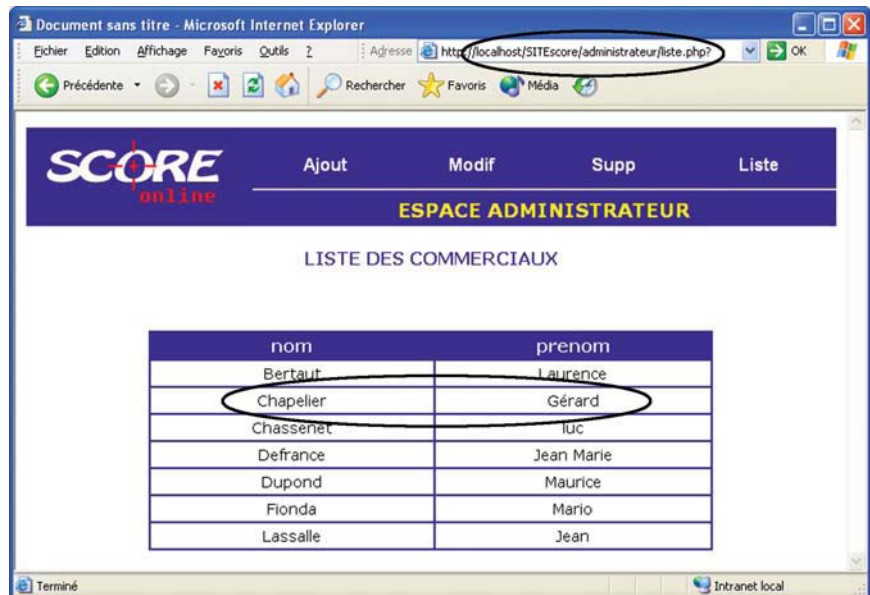 Document sans titre - Microsoft Internet Explorer
Fichier Edition Affichage Favoris Outils ? Adresse http://localhost/SITEscore/administrateur/liste.php? OK
Précédente Rechercher Favoris Média
SCORE
online
Ajout Modif Supp Liste
ESPACE ADMINISTRATEUR
LISTE DES COMMERCIAUX
nom prenom
Bertaut Laurence
Chapelier Gérard
Chassenet luc
Defrance Jean Marie
Dupond Maurice
Fionda Mario
Lassalle Jean
Terminé Intranet local